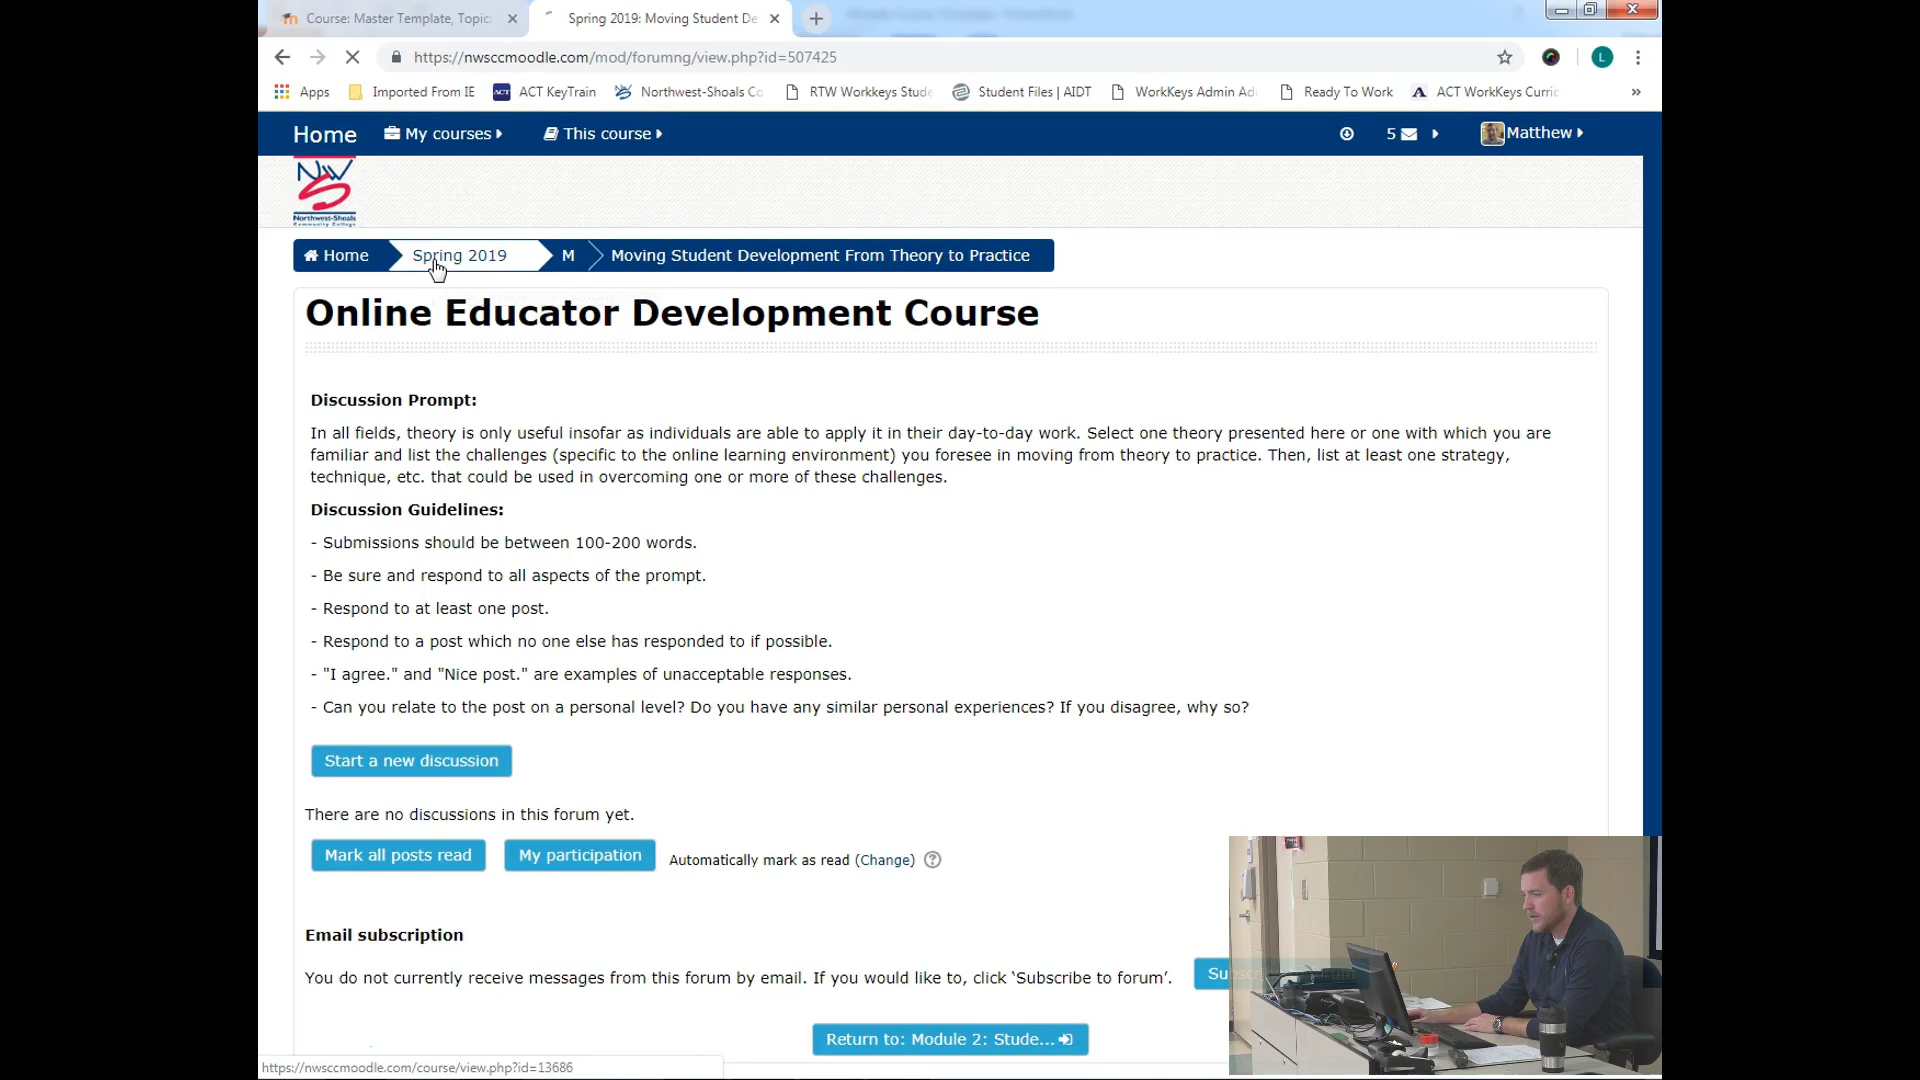 Course: Master Template, Topic:
Spring 2019: Moving Student De
https://nwsccmoodle.com/mod/forumng/view.php?id=507425
L
Apps
Imported From IE
ACT KeyTrain
Northwest-Shoals Co
RTW Workkeys Stude
Student Files | AIDT
WorkKeys Admin Ad
Ready To Work
ACT WorkKeys Curric
»
Home
My courses
This course
5
Matthew
NWS
Northwest-Shoals
Community College
Home
Spring 2019
M
Moving Student Development From Theory to Practice
Online Educator Development Course
Discussion Prompt:
In all fields, theory is only useful insofar as individuals are able to apply it in their day-to-day work. Select one theory presented here or one with which you are
familiar and list the challenges (specific to the online learning environment) you foresee in moving from theory to practice. Then, list at least one strategy,
technique, etc. that could be used in overcoming one or more of these challenges.
Discussion Guidelines:
- Submissions should be between 100-200 words.
- Be sure and respond to all aspects of the prompt.
- Respond to at least one post.
- Respond to a post which no one else has responded to if possible.
- "I agree." and "Nice post." are examples of unacceptable responses.
- Can you relate to the post on a personal level? Do you have any similar personal experiences? If you disagree, why so?
Start a new discussion
There are no discussions in this forum yet.
Mark all posts read
My participation
Automatically mark as read (Change)
?
Email subscription
You do not currently receive messages from this forum by email. If you would like to, click ‘Subscribe to forum’.
Return to: Module 2: Stude...
https://nwsccmoodle.com/course/view.php?id=13686